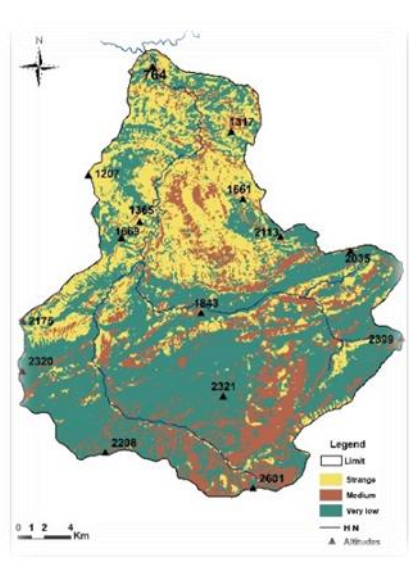 N
764
1317
1207
1661
1365
1663
2113
2035
2175
1843
2399
2320
2321
2208
2601
Legend
Limit
Strange
Medium
Very low
H N
Altitudes
0 1 2 4
Km